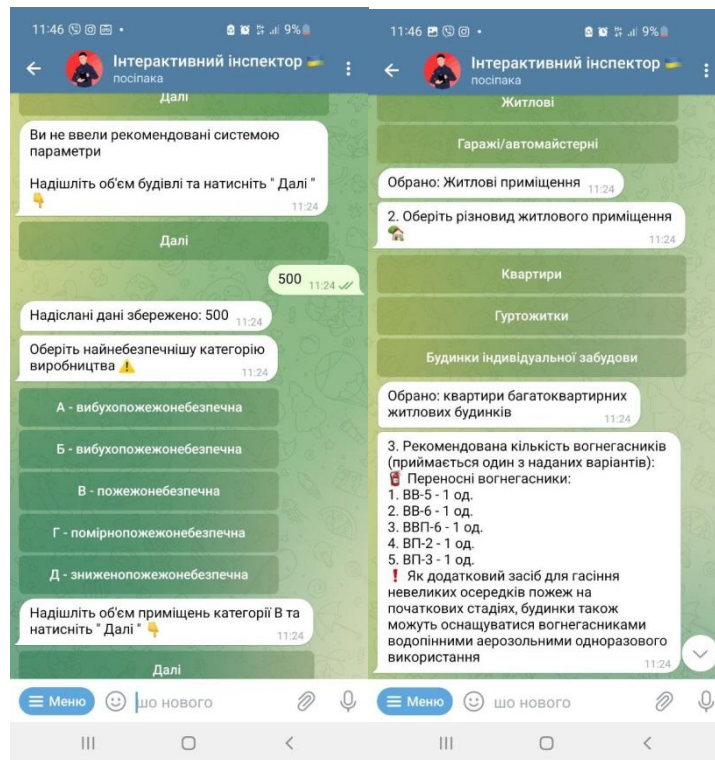 11:46
9%
Інтерактивний інспектор
посіпака
Далі
Ви не ввели рекомендовані системою
параметри
Надішліть об'єм будівлі та натисніть " Далі "
11:24
Далі
500 11:24
Надіслані дані збережено: 500 11:24
Оберіть найнебезпечнішу категорію
виробництва
11:24
А - вибухопожежонебезпечна
Б - вибухопожежонебезпечна
В - пожежонебезпечна
Г - помірнопожежонебезпечна
Д - зниженопожежонебезпечна
Надішліть об'єм приміщень категорії В та
натисніть " Далі "
11:24
Далі
Меню
шо нового
11:46
9%
Інтерактивний інспектор
посіпака
Житлові
Гаражі/автомайстерні
Обрано: Житлові приміщення 11:24
2. Оберіть різновид житлового приміщення
11:24
Квартири
Гуртожитки
Будинки індивідуальної забудови
Обрано: квартири багатоквартирних
житлових будинків
11:24
3. Рекомендована кількість вогнегасників
(приймається один з наданих варіантів):
Переносні вогнегасники:
1. ВВ-5 - 1 од.
2. ВВ-6 - 1 од.
3. ВВП-6 - 1 од.
4. ВП-2 - 1 од.
5. ВП-3 - 1 од.
Як додатковий засіб для гасіння
невеликих осередків пожеж на
початкових стадіях, будинки також
можуть оснащуватися вогнегасниками
водопінними аерозольними одноразового
використання
11:24
Меню
шо нового